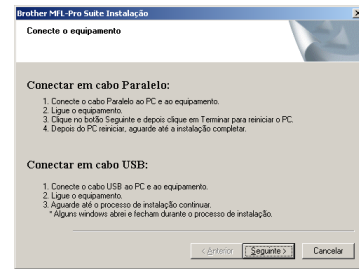 Brother MFL-Pro Suite Instalação
Conecte o equipamento
Conectar em cabo Paralelo:
1. Conecte o cabo Paralelo ao PC e ao equipamento.
2. Ligue o equipamento.
3. Clique no botão Seguinte e depois clique em Terminar para reiniciar o PC.
4. Depois do PC reiniciar, aguarde até a instalação completar.
Conectar em cabo USB:
1. Conecte o cabo USB ao PC e ao equipamento.
2. Ligue o equipamento.
3. Aguarde até o processo de instalação continuar.
* Alguns windows abrei e fecham durante o processo de instalação.
< Anterior Seguinte > Cancelar